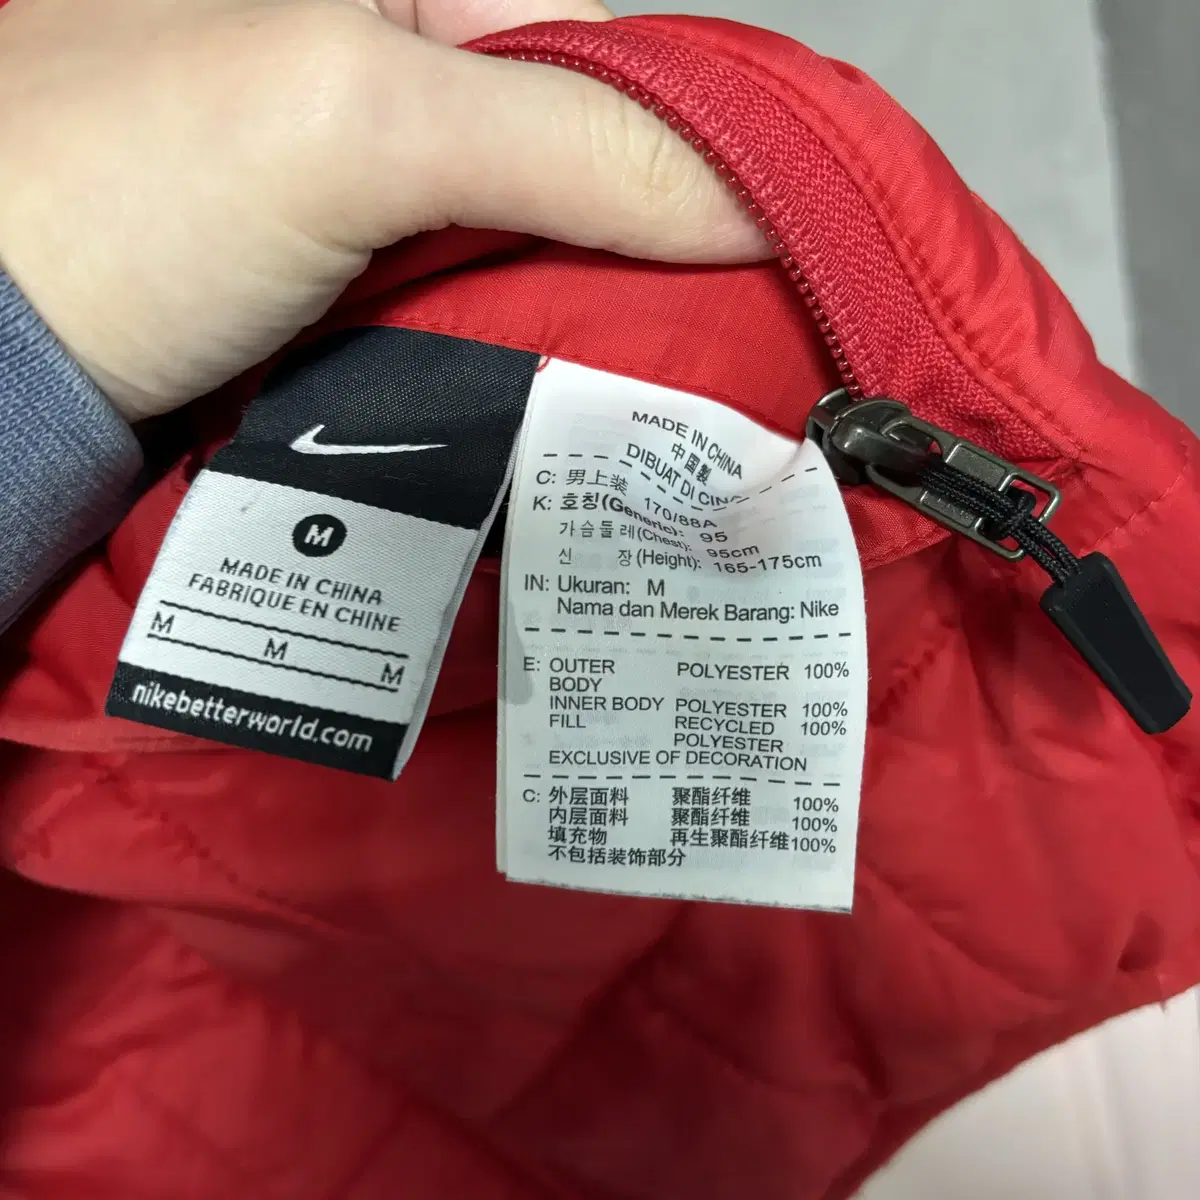 M
MADE IN CHINA
FABRIQUE EN CHINE
M
M
M
nikebetterworld.com
MADE IN CHINA
中国製
DIBUAT DI CINA
C: 男上装 170/88A
K: 호칭(Generic): 95
가슴둘레(Chest): 95cm
신 장(Height): 165-175cm
IN: Ukuran: M
Nama dan Merek Barang: Nike
E: OUTER BODY POLYESTER 100%
INNER BODY POLYESTER 100%
FILL RECYCLED POLYESTER 100%
EXCLUSIVE OF DECORATION
C: 外层面料 聚酯纤维 100%
内层面料 聚酯纤维 100%
填充物 再生聚酯纤维100%
不包括装饰部分